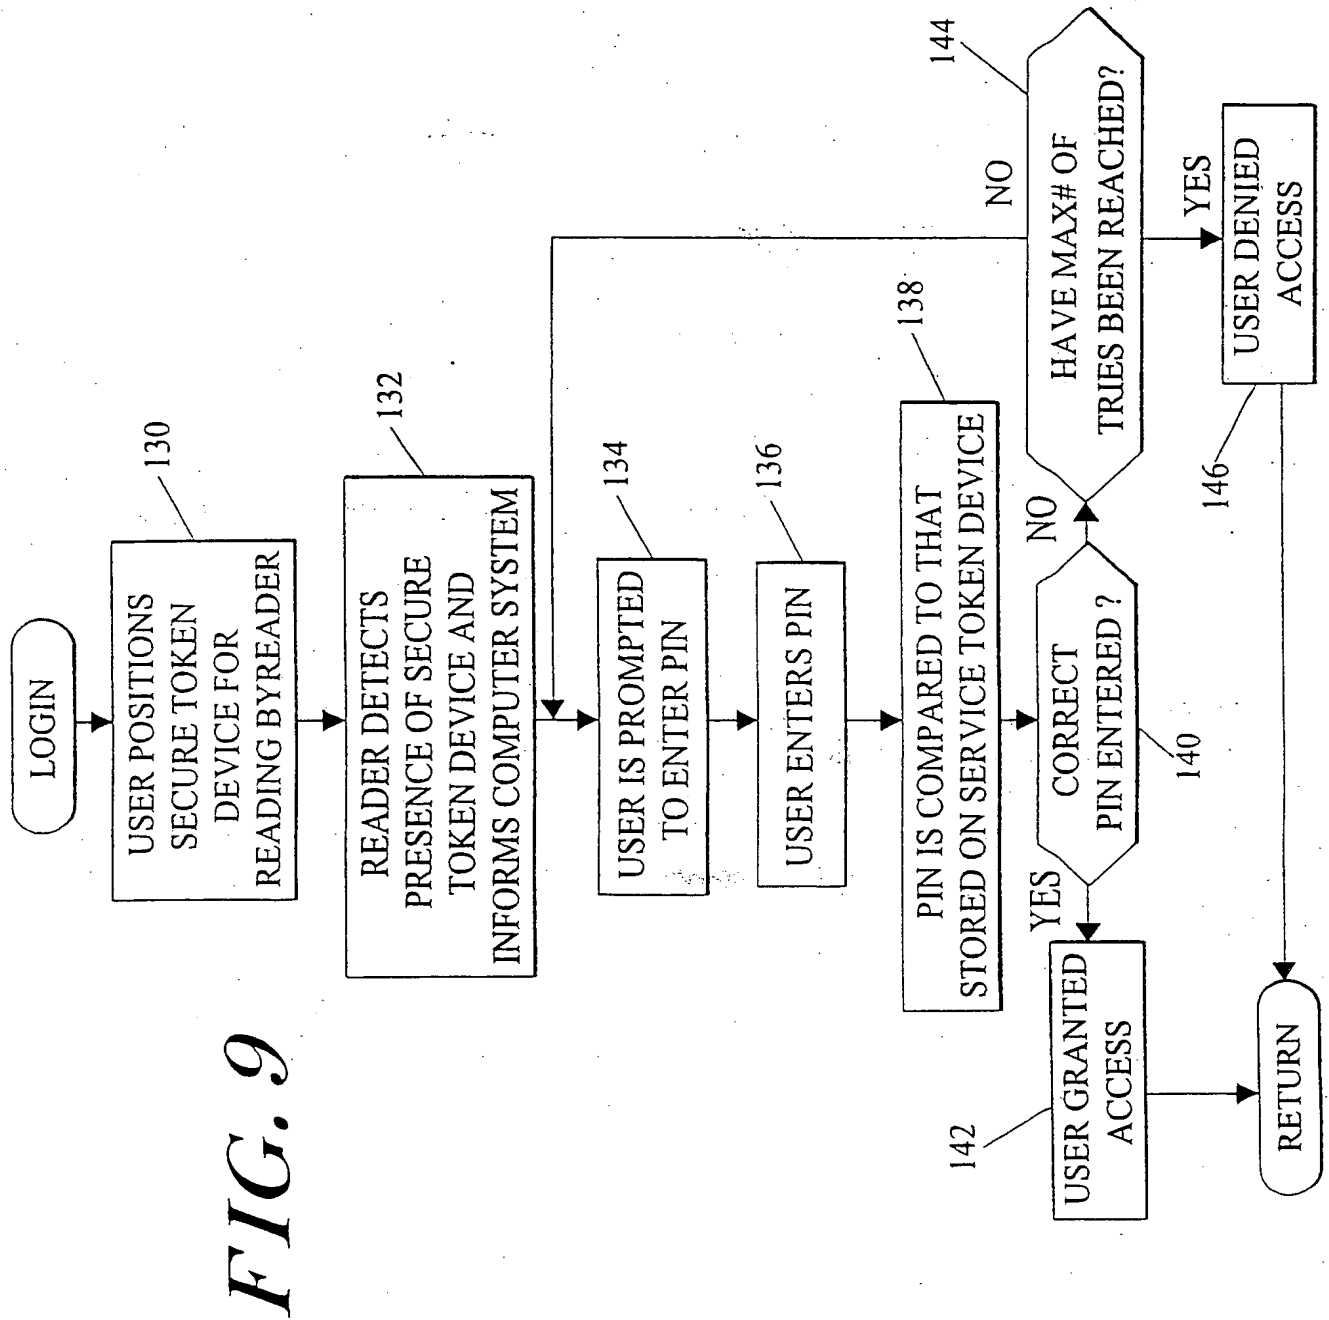 FIG. 9
LOGIN
USER POSITIONS
SECURE TOKEN
DEVICE FOR
READING BYREADER
130
READER DETECTS
PRESENCE OF SECURE
TOKEN DEVICE AND
INFORMS COMPUTER SYSTEM
132
USER IS PROMPTED
TO ENTER PIN
134
USER ENTERS PIN
136
PIN IS COMPARED TO THAT
STORED ON SERVICE TOKEN DEVICE
138
CORRECT
PIN ENTERED ?
140
YES
NO
USER GRANTED
ACCESS
142
HAVE MAX# OF
TRIES BEEN REACHED?
144
NO
YES
USER DENIED
ACCESS
146
RETURN